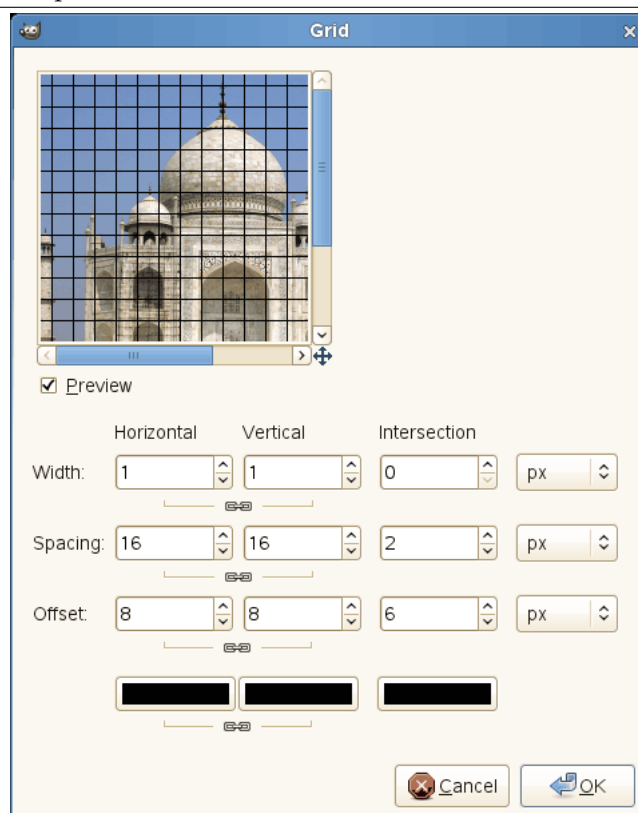 Grid
Preview
Horizontal Vertical Intersection
Width: 1 1 0 px
Spacing: 16 16 2 px
Offset: 8 8 6 px
Cancel OK